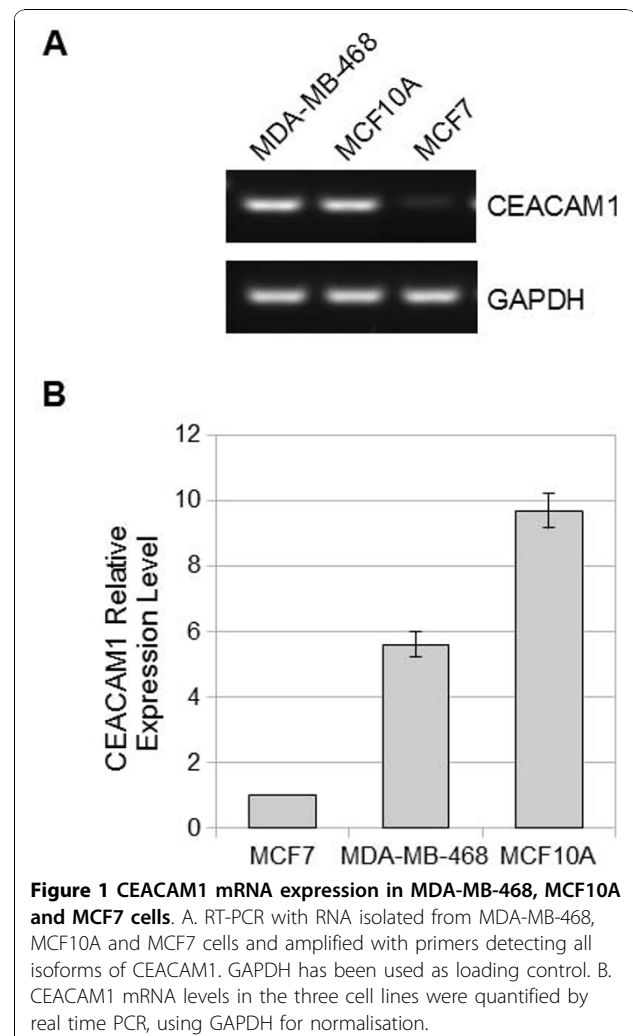 A
MDA-MB-468
MCF10A
MCF7
CEACAM1
GAPDH
B
CEACAM1 Relative
Expression Level
12
10
8
6
4
2
0
MCF7 MDA-MB-468 MCF10A
Figure 1 CEACAM1 mRNA expression in MDA-MB-468, MCF10A
and MCF7 cells. A. RT-PCR with RNA isolated from MDA-MB-468,
MCF10A and MCF7 cells and amplified with primers detecting all
isoforms of CEACAM1. GAPDH has been used as loading control. B.
CEACAM1 mRNA levels in the three cell lines were quantified by
real time PCR, using GAPDH for normalisation.